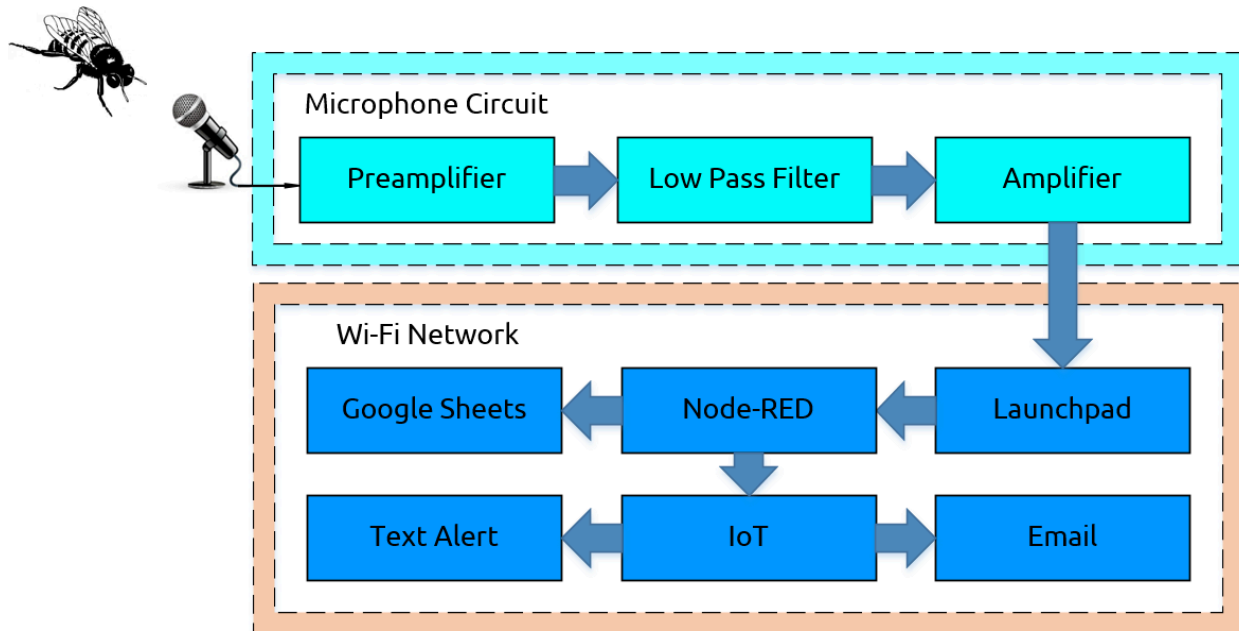 Microphone Circuit
Preamplifier
Low Pass Filter
Amplifier
Wi-Fi Network
Google Sheets
Node-RED
Launchpad
Text Alert
IoT
Email